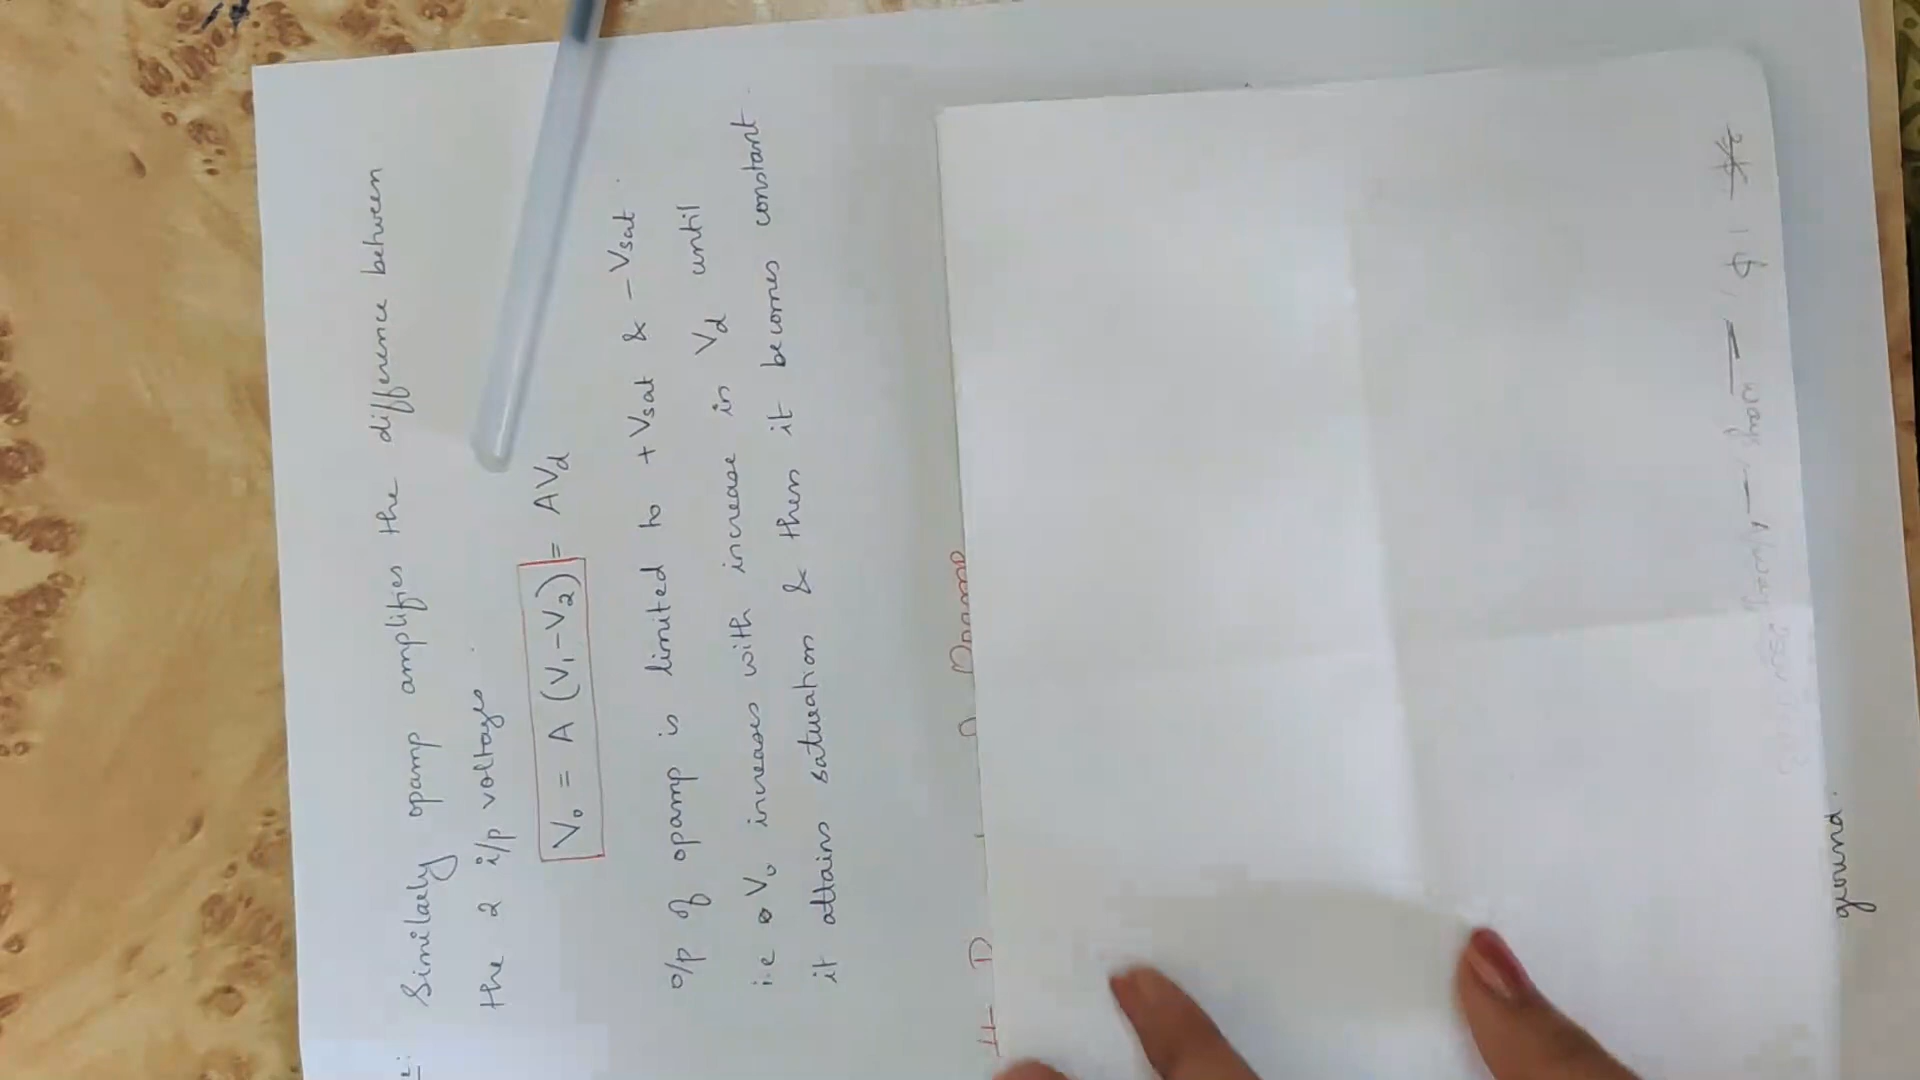 Similarly opamp amplifies the difference between
the 2 i/p voltages.
V₀ = A (V₁ - V₂) = AVd
o/p of opamp is limited to + Vsat & - Vsat.
i.e V₀ increases with increase in Vd until
it attains saturation & then it becomes constant.
ground.